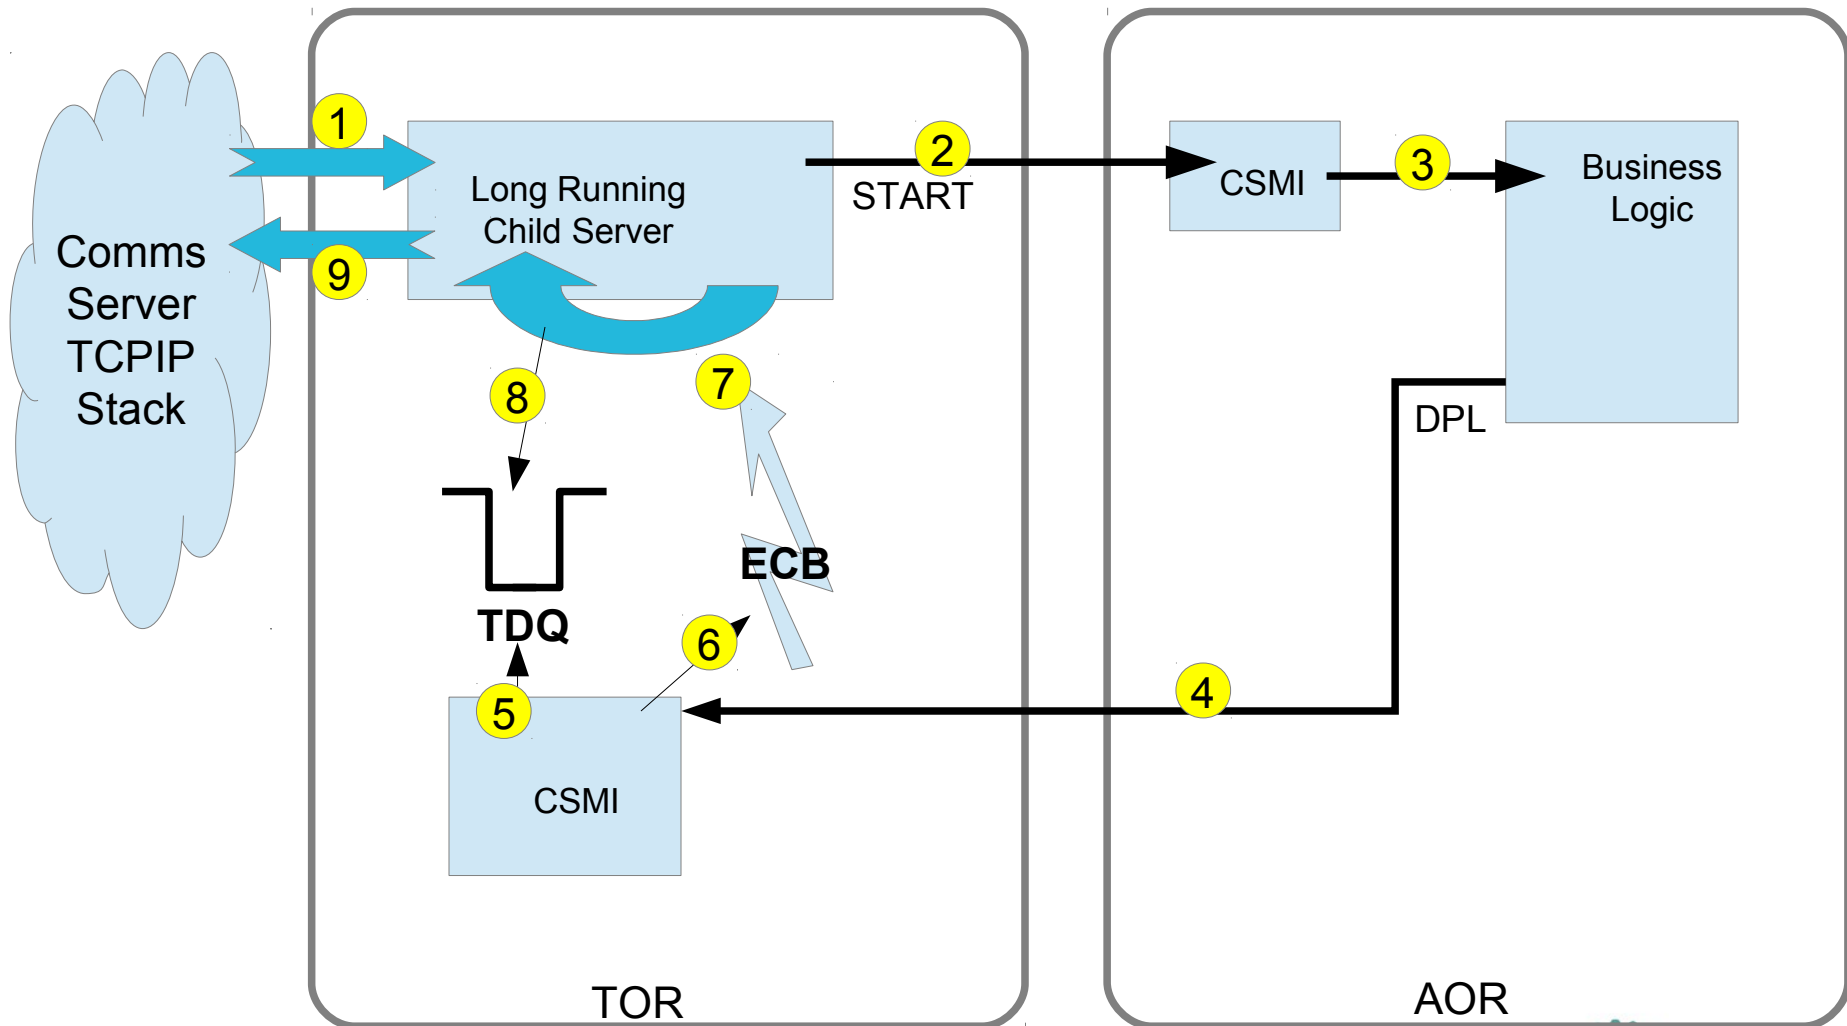 1
2
3
START
Long Running
Child Server
CSMI
Business
Logic
Comms
Server
TCPIP
Stack
9
8
7
DPL
ECB
TDQ
6
5
4
CSMI
TOR
AOR